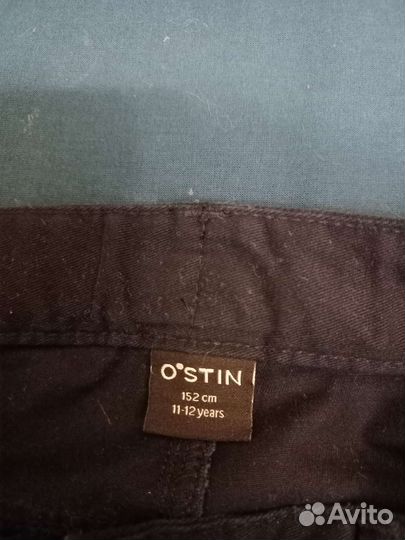 O'STIN
152 cm
11-12 years
Avito